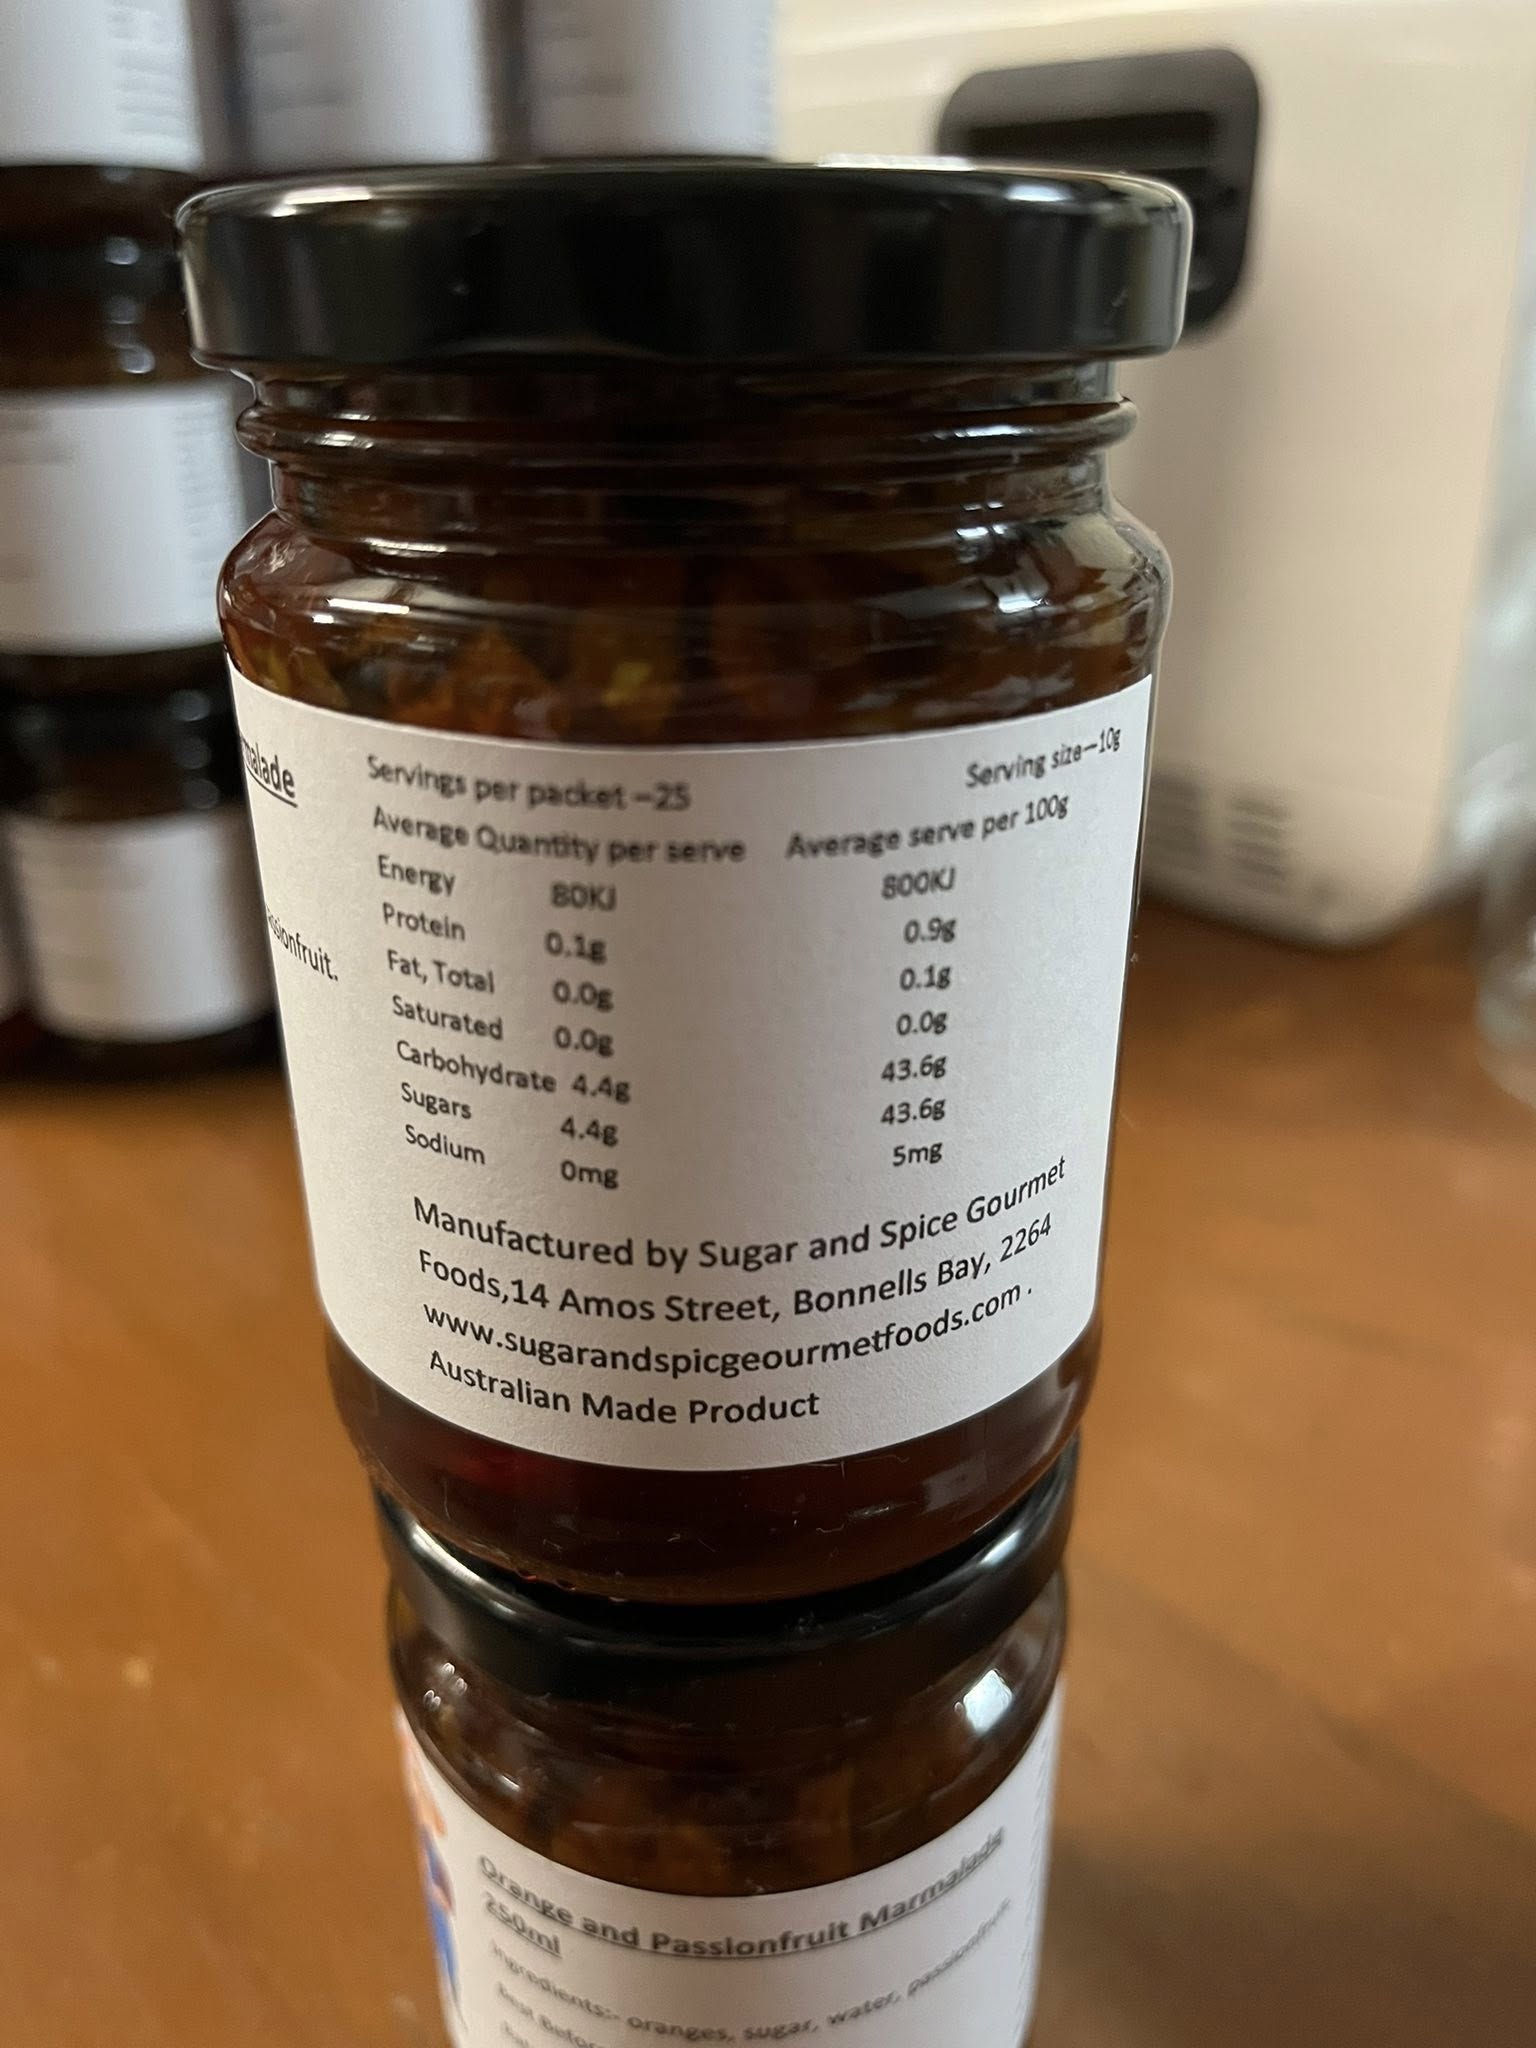 malade
ssionfruit.
Servings per packet –25 Serving size—10g
Average Quantity per serve Average serve per 100g
Energy 80KJ 800KJ
Protein 0.1g 0.9g
Fat, Total 0.0g 0.1g
Saturated 0.0g 0.0g
Carbohydrate 4.4g 43.6g
Sugars 4.4g 43.6g
Sodium 0mg 5mg
Manufactured by Sugar and Spice Gourmet
Foods,14 Amos Street, Bonnells Bay, 2264
www.sugarandspicgeourmetfoods.com .
Australian Made Product
Orange and Passionfruit Marmalade
250ml
Ingredients:- oranges, sugar, water, passionfruit.
Best Before